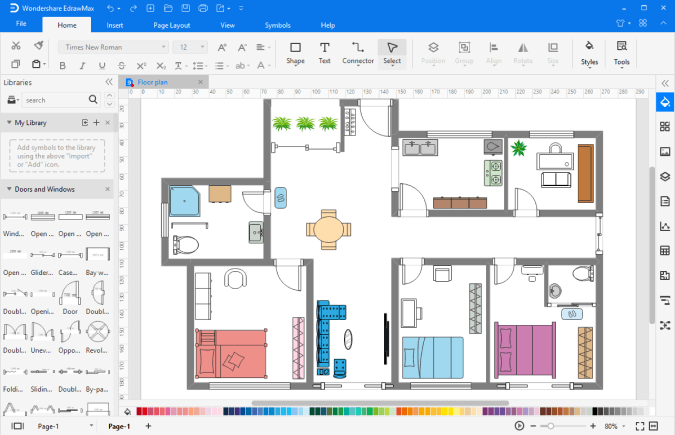 Wondershare EdrawMax
File
Home
Insert
Page Layout
View
Symbols
Help
Times New Roman
12
Shape
Text
Connector
Select
Position
Group
Align
Rotate
Size
Styles
Tools
Libraries
search
Floor plan
My Library
Add symbols to the library
using the above "Import"
or "Add" icon.
Doors and Windows
Wind... Open ... Open ... Open ...
Open ... Glider... Case... Bay w...
Doubl... Openi... Door Doubl...
Doubl... Unev... Oppo... Revol...
Foldi... Slidin... Doubl... By-pa...
Page-1
Page-1
80%